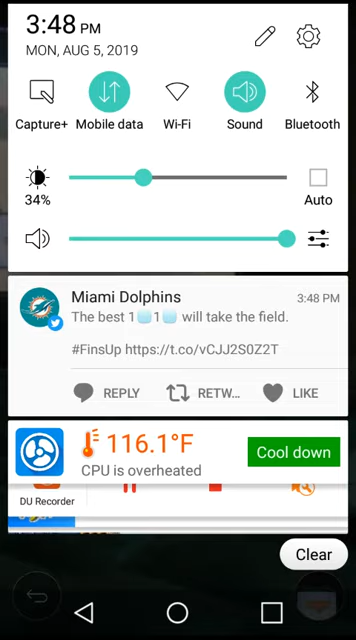 3:48 PM
MON, AUG 5, 2019
Capture+ Mobile data Wi-Fi Sound Bluetooth
34% Auto
Miami Dolphins 3:48 PM
The best 1🧊1🧊 will take the field.
#FinsUp https://t.co/vCJJ2S0Z2T
REPLY RETW... LIKE
116.1°F
CPU is overheated
Cool down
DU Recorder
Clear